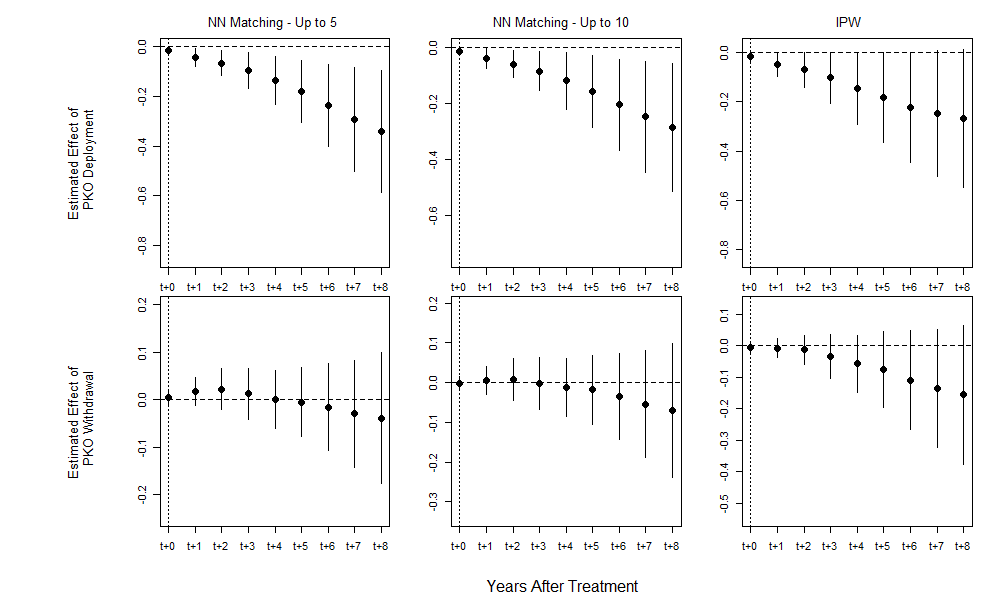 NN Matching - Up to 5
NN Matching - Up to 10
IPW
Estimated Effect of
PKO Deployment
0.0
-0.2
-0.4
-0.6
-0.8
t+0 t+1 t+2 t+3 t+4 t+5 t+6 t+7 t+8
0.0
-0.2
-0.4
-0.6
t+0 t+1 t+2 t+3 t+4 t+5 t+6 t+7 t+8
0.0
-0.2
-0.4
-0.6
-0.8
t+0 t+1 t+2 t+3 t+4 t+5 t+6 t+7 t+8
Estimated Effect of
PKO Withdrawal
0.2
0.1
0.0
-0.1
-0.2
t+0 t+1 t+2 t+3 t+4 t+5 t+6 t+7 t+8
0.2
0.1
0.0
-0.1
-0.2
-0.3
t+0 t+1 t+2 t+3 t+4 t+5 t+6 t+7 t+8
0.1
0.0
-0.1
-0.2
-0.3
-0.4
-0.5
t+0 t+1 t+2 t+3 t+4 t+5 t+6 t+7 t+8
Years After Treatment